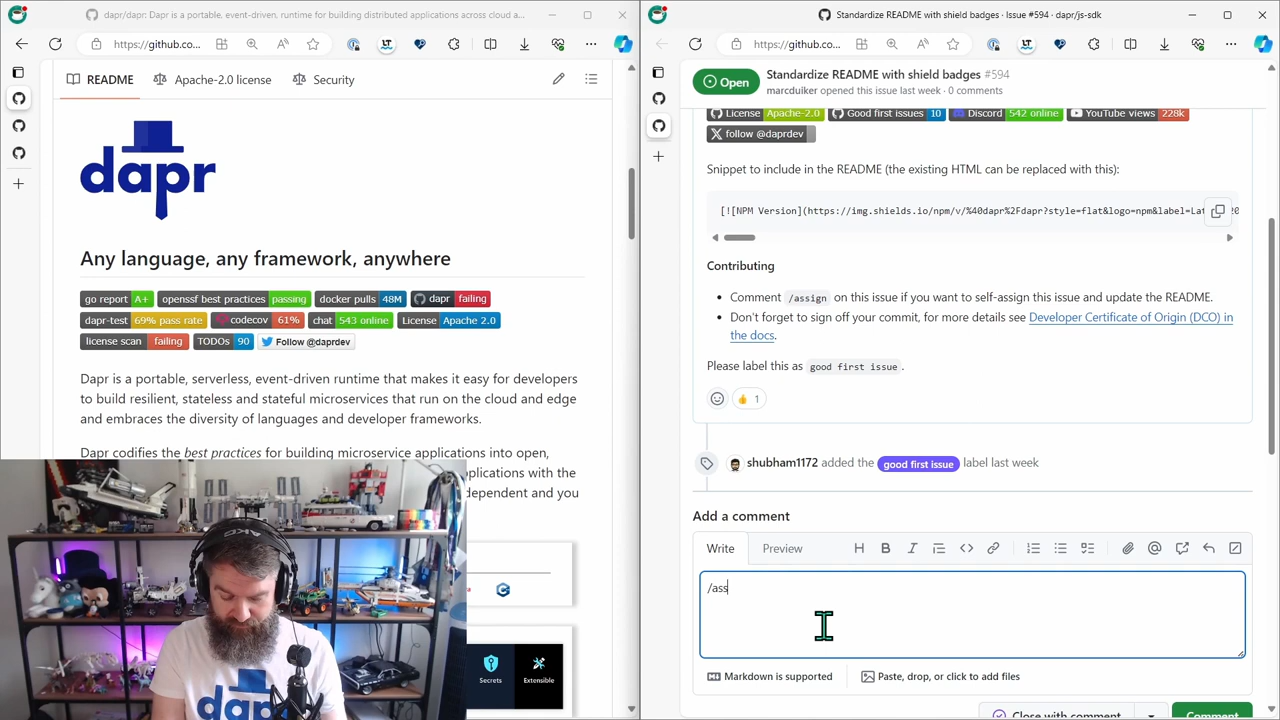 dapr/dapr: Dapr is a portable, event-driven, runtime for building distributed applications across cloud a...
https://github.co...
README
Apache-2.0 license
Security
dapr
Any language, any framework, anywhere
go report A+ openssf best practices passing docker pulls 48M dapr failing
dapr-test 69% pass rate codecov 61% chat 543 online License Apache 2.0
license scan failing TODOs 90 Follow @daprdev
Dapr is a portable, serverless, event-driven runtime that makes it easy for developers
to build resilient, stateless and stateful microservices that run on the cloud and edge
and embraces the diversity of languages and developer frameworks.
Dapr codifies the best practices for building microservice applications into open,
plications with the
dependent and you
Secrets
Extensible
AKG
dapr
Standardize README with shield badges · Issue #594 · dapr/js-sdk
https://github.co...
Open
Standardize README with shield badges #594
marcduiker opened this issue last week · 0 comments
License Apache-2.0 Good first issues 10 Discord 542 online YouTube views 228k
follow @daprdev
Snippet to include in the README (the existing HTML can be replaced with this):
[![NPM Version](https://img.shields.io/npm/v/%40dapr%2Fdapr?style=flat&logo=npm&label=Lat
Contributing
Comment /assign on this issue if you want to self-assign this issue and update the README.
Don't forget to sign off your commit, for more details see Developer Certificate of Origin (DCO) in
the docs.
Please label this as good first issue.
1
shubham1172 added the good first issue label last week
Add a comment
Write
Preview
/ass
Markdown is supported
Paste, drop, or click to add files
Close with comment
Comment